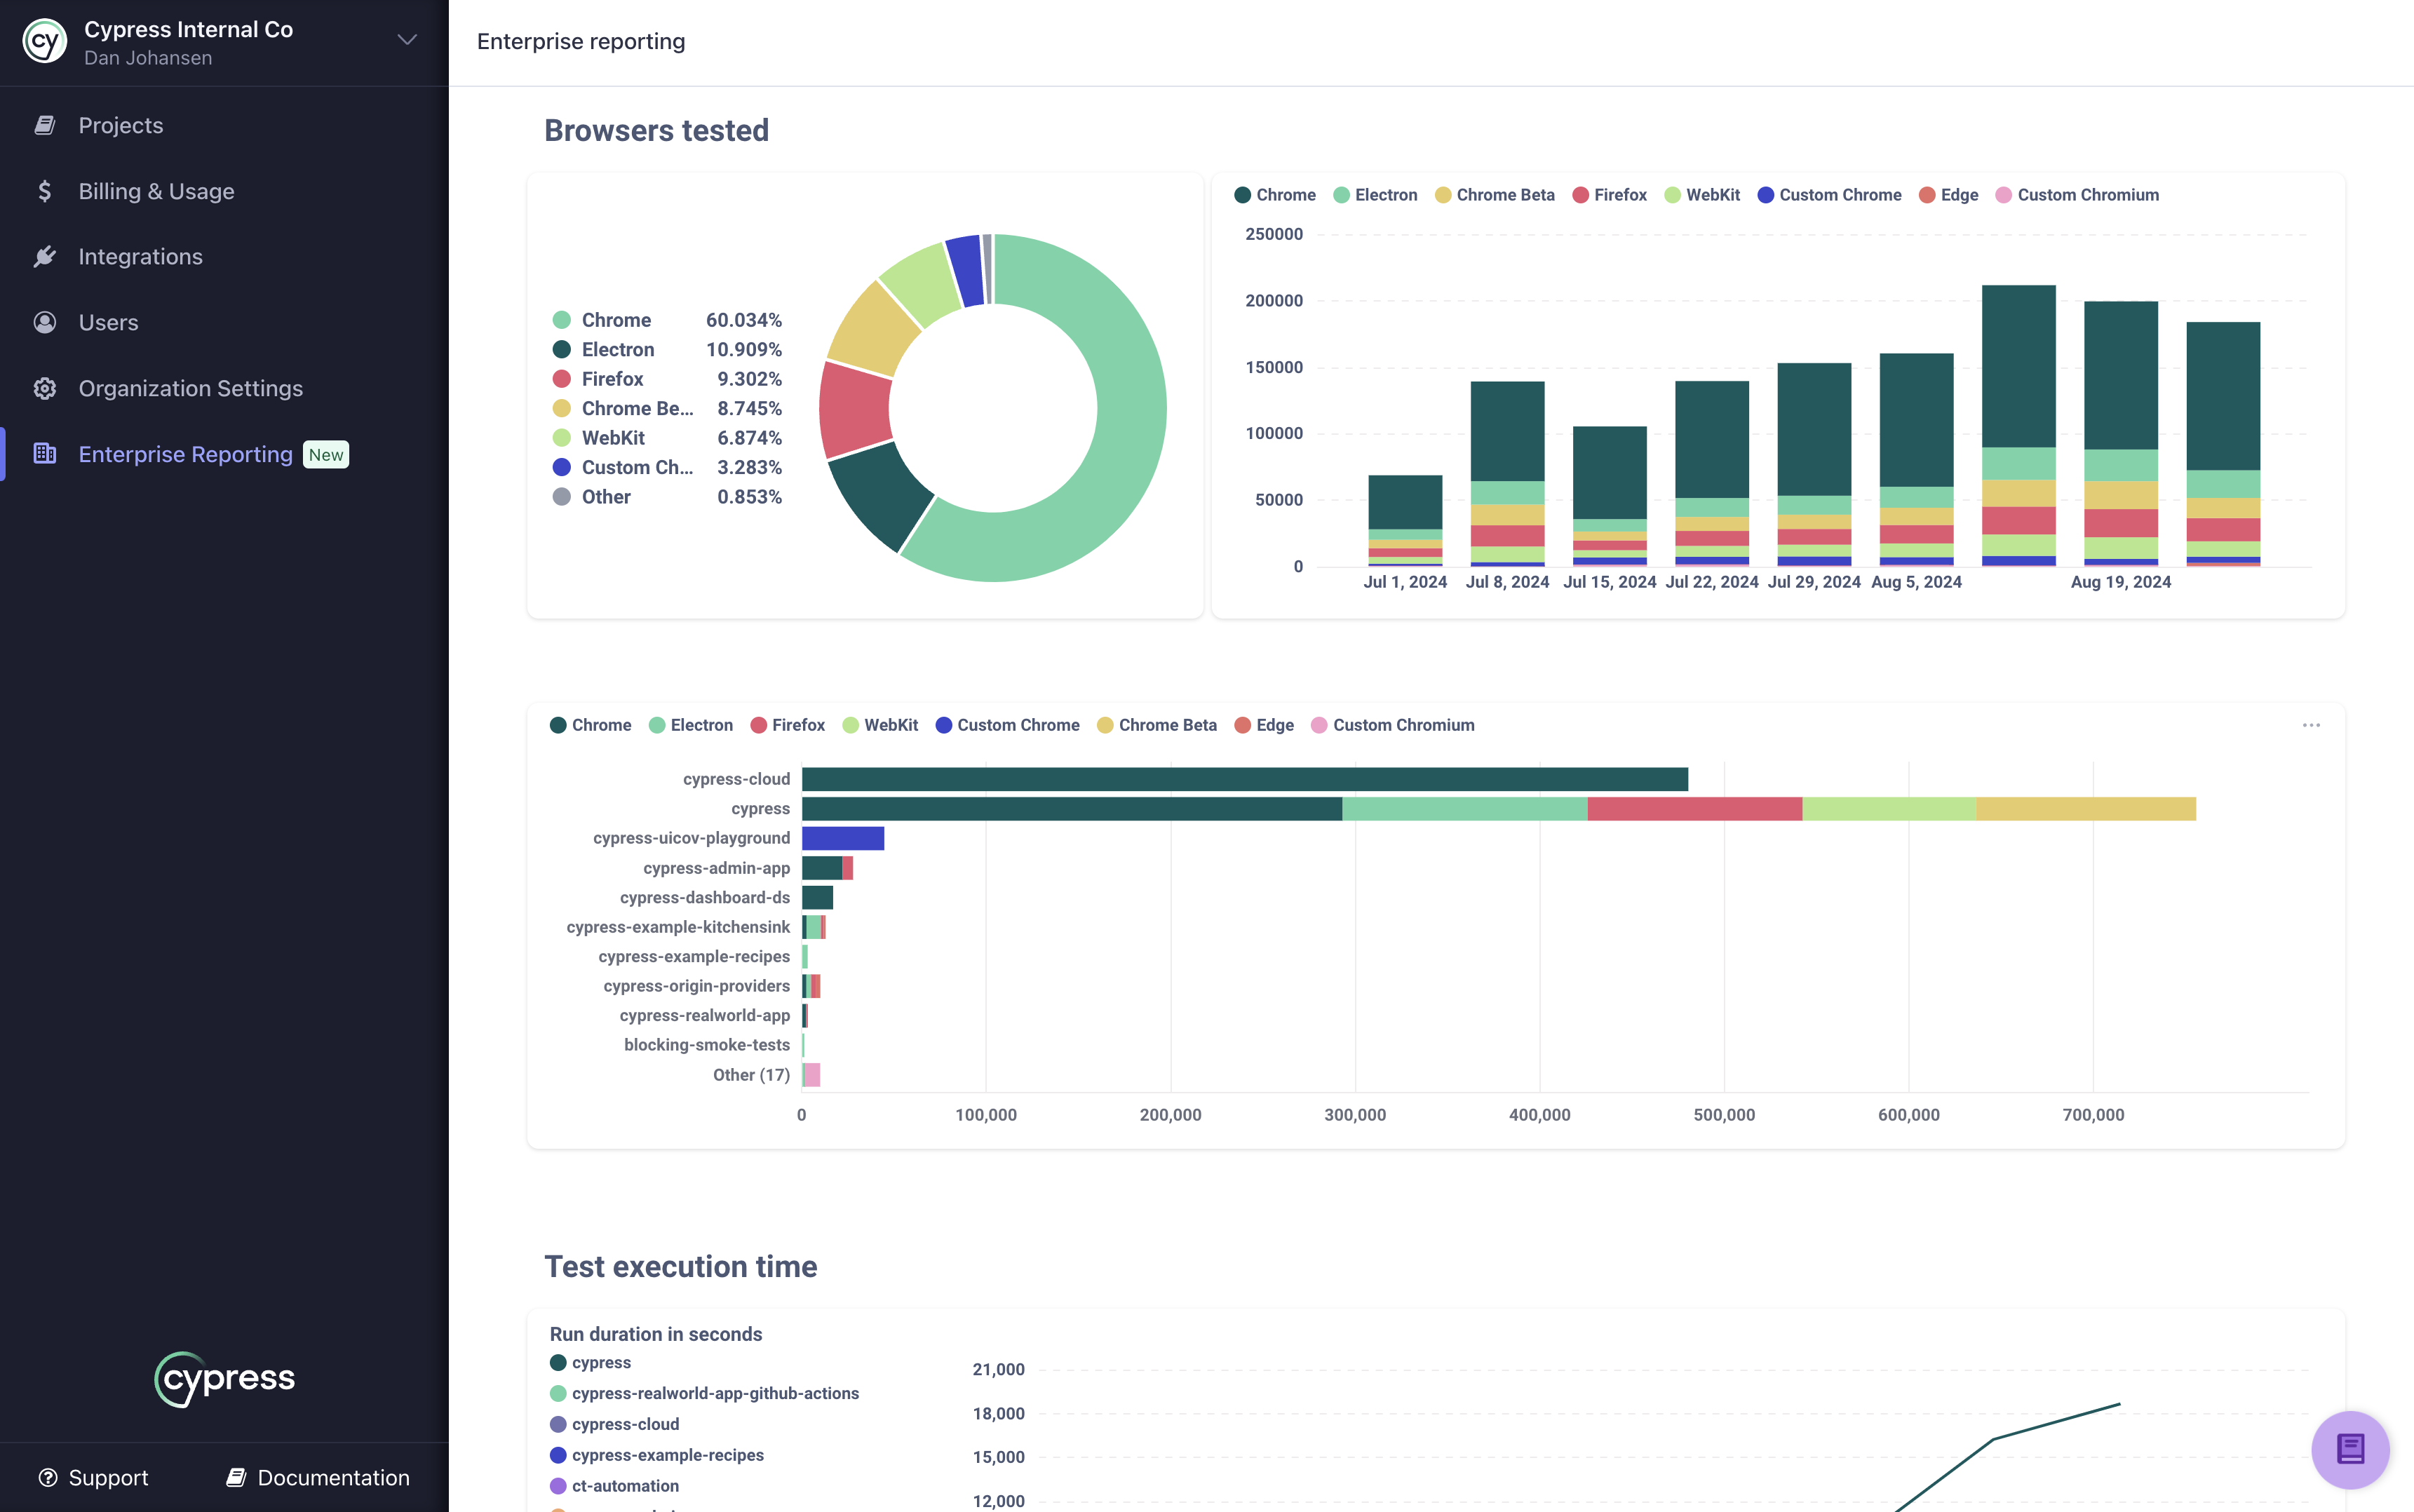 cy
Cypress Internal Co
Dan Johansen
Projects
Billing & Usage
Integrations
Users
Organization Settings
Enterprise Reporting New
cypress
Support
Documentation
Enterprise reporting
Browsers tested
Chrome 60.034%
Electron 10.909%
Firefox 9.302%
Chrome Be... 8.745%
WebKit 6.874%
Custom Ch... 3.283%
Other 0.853%
Chrome Electron Chrome Beta Firefox WebKit Custom Chrome Edge Custom Chromium
250000
200000
150000
100000
50000
0
Jul 1, 2024 Jul 8, 2024 Jul 15, 2024 Jul 22, 2024 Jul 29, 2024 Aug 5, 2024 Aug 19, 2024
Chrome Electron Firefox WebKit Custom Chrome Chrome Beta Edge Custom Chromium
cypress-cloud
cypress
cypress-uicov-playground
cypress-admin-app
cypress-dashboard-ds
cypress-example-kitchensink
cypress-example-recipes
cypress-origin-providers
cypress-realworld-app
blocking-smoke-tests
Other (17)
0 100,000 200,000 300,000 400,000 500,000 600,000 700,000
Test execution time
Run duration in seconds
cypress
cypress-realworld-app-github-actions
cypress-cloud
cypress-example-recipes
ct-automation
21,000
18,000
15,000
12,000